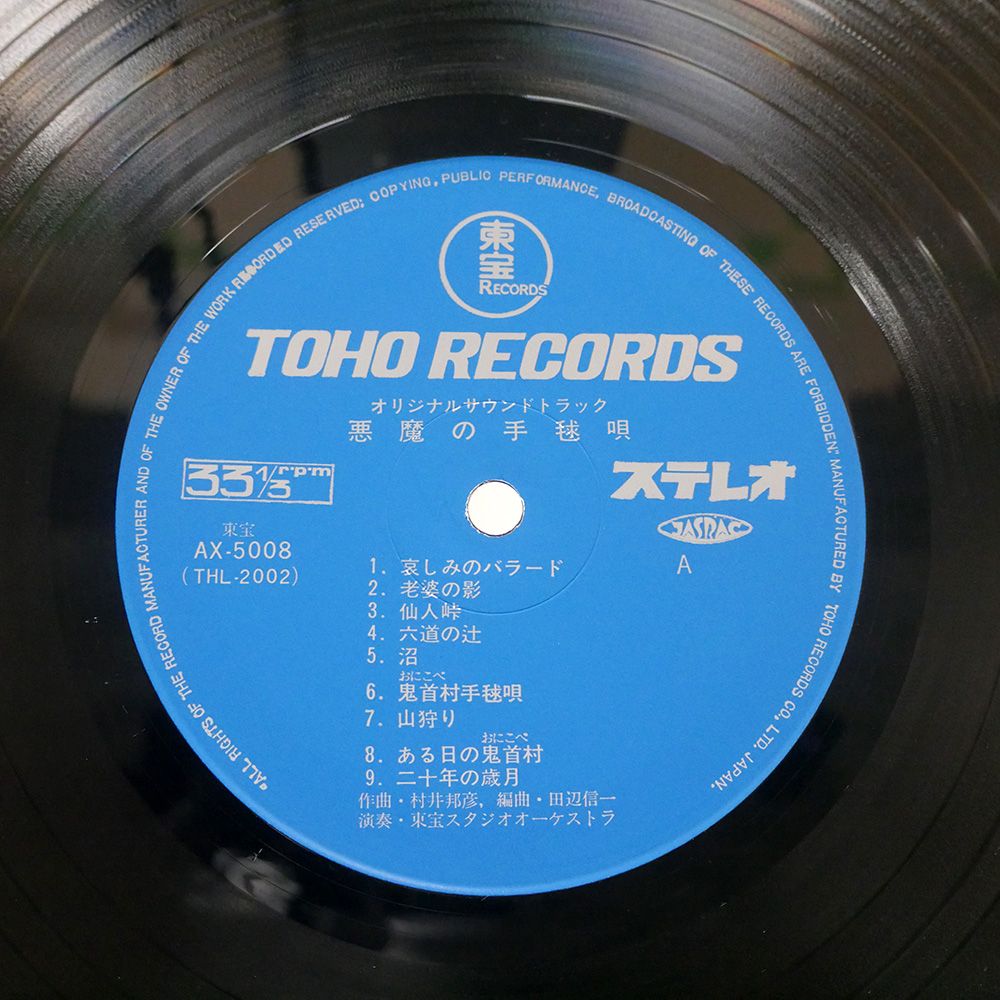 *ALL RIGHTS OF THE RECORD MANUFACTURER AND OF THE OWNER OF THE WORK RECORDED RESERVED; COPYING, PUBLIC PERFORMANCE, BROADCASTING OF THESE RECORDS ARE FORBIDDEN." MANUFACTURED BY TOHO RECORDS CO., LTD. JAPAN.
東宝
RECORDS
TOHO RECORDS
オリジナルサウンドトラック
悪魔の手毬唄
33 1/3 rpm
ステレオ
東宝
JASRAC
AX-5008
A
(THL-2002)
1. 哀しみのバラード
2. 老婆の影
3. 仙人峠
4. 六道の辻
5. 沼
おにこべ
6. 鬼首村手毬唄
7. 山狩り
おにこべ
8. ある日の鬼首村
9. 二十年の歳月
作曲・村井邦彦, 編曲・田辺信一
演奏・東宝スタジオオーケストラ